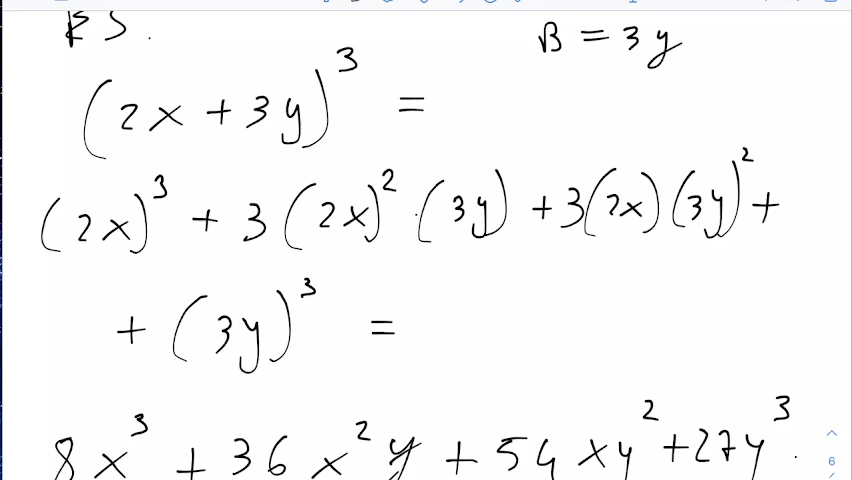 B = 3y
(2x + 3y)³ =
(2x)³ + 3(2x)² · (3y) + 3(2x)(3y)² +
+ (3y)³ =
8x³ + 36x²y + 54xy² + 27y³.
6